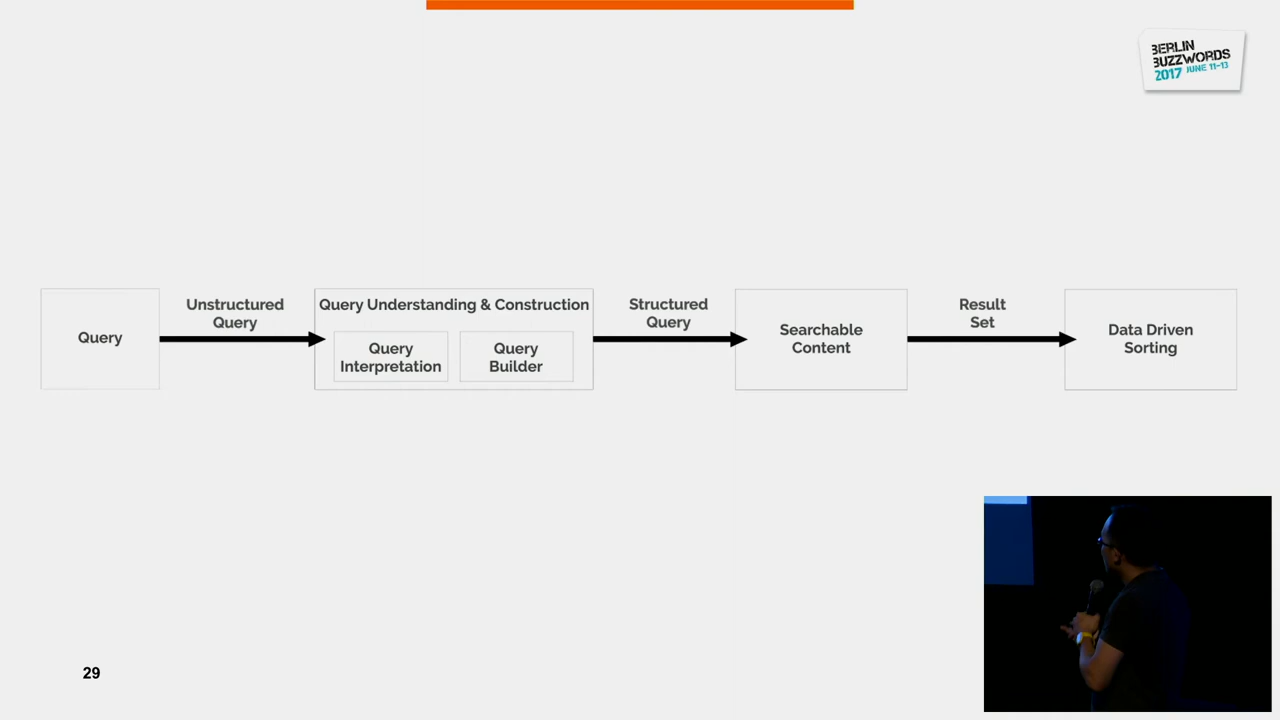 BERLIN
BUZZWORDS
2017 JUNE 11-13
Query
Unstructured
Query
Query Understanding & Construction
Query
Interpretation
Query
Builder
Structured
Query
Searchable
Content
Result
Set
Data Driven
Sorting
29